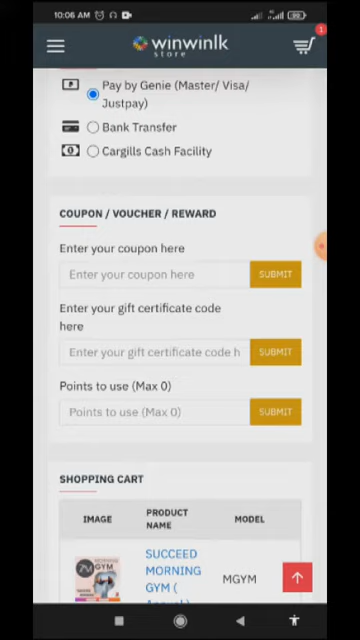 10:06 AM
winwinlk
store
1
Pay by Genie (Master/ Visa/
Justpay)
Bank Transfer
Cargills Cash Facility
COUPON / VOUCHER / REWARD
Enter your coupon here
Enter your coupon here SUBMIT
Enter your gift certificate code
here
Enter your gift certificate code h SUBMIT
Points to use (Max 0)
Points to use (Max 0) SUBMIT
SHOPPING CART
IMAGE PRODUCT NAME MODEL
SUCCEED
MORNING
GYM (
MGYM